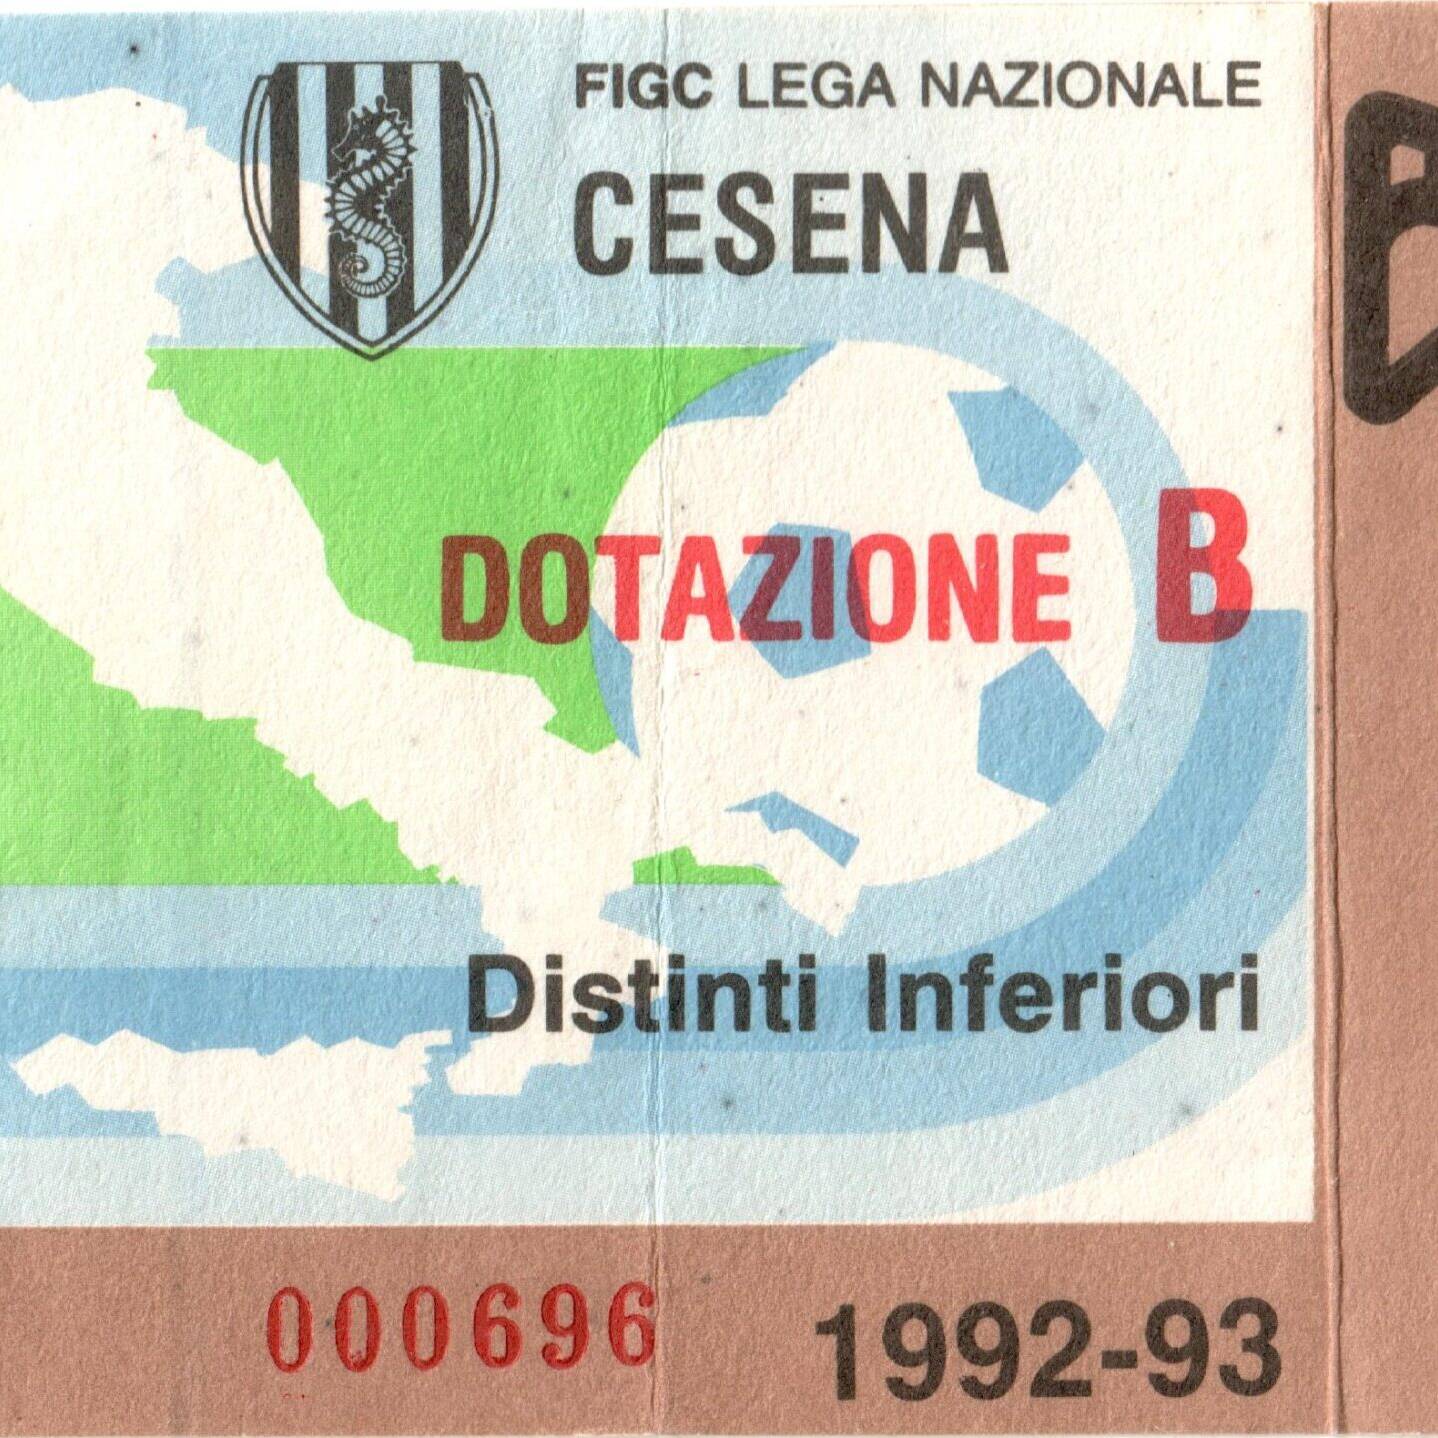 FIGC LEGA NAZIONALE
CESENA
DOTAZIONE B
Distinti Inferiori
000696
1992-93